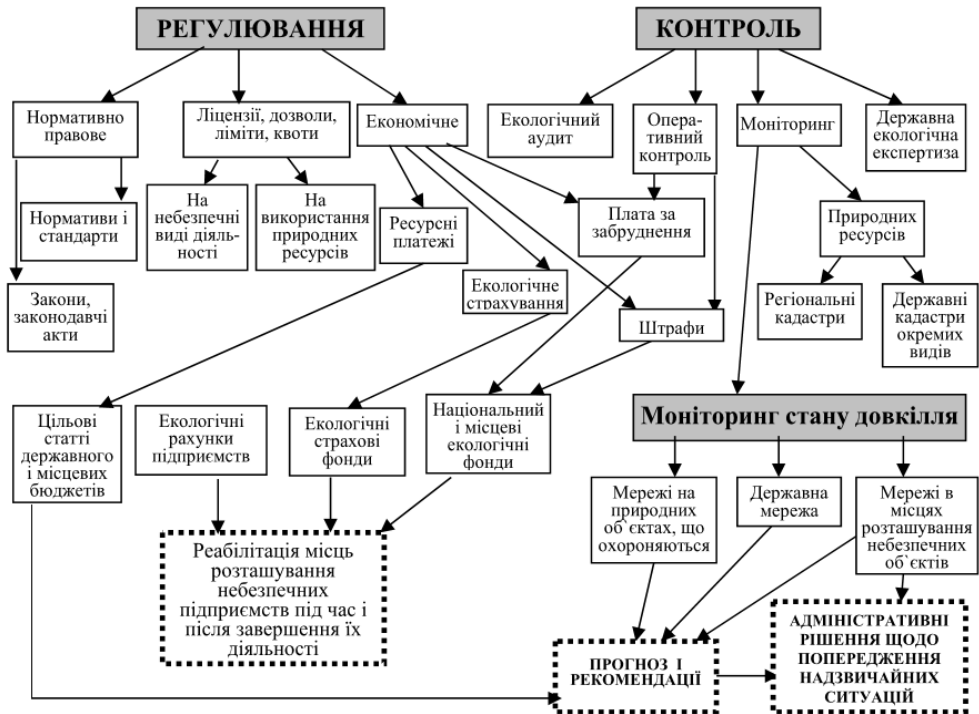 РЕГУЛЮВАННЯ
КОНТРОЛЬ
Нормативно
правове
Ліцензії, дозволи,
ліміти, квоти
Економічне
Екологічний
аудит
Опера-
тивний
контроль
Моніторинг
Державна
екологічна
експертиза
Нормативи і
стандарти
На
небезпечні
виді діяль-
ності
На
використання
природних
ресурсів
Ресурсні
платежі
Плата за
забруднення
Природних
ресурсів
Закони,
законодавчі
акти
Екологичне
страхування
Штрафи
Регіональні
кадастри
Державні
кадастри
окремих
видів
Цільові
статті
державного
і місцевих
бюджетів
Екологічні
рахунки
підприємств
Екологічні
страхові
фонди
Національний
і місцеві
екологічні
фонди
Моніторинг стану довкілля
Мережі на
природних
об`єктах, що
охороняються
Державна
мережа
Мережі в
місцях
розташування
небезпечних
об`єктів
Реабілітація місць
розташування
небезпечних
підприємств під час і
після завершення їх
діяльності
ПРОГНОЗ І
РЕКОМЕНДАЦІЇ
АДМІНІСТРАТИВНІ
РІШЕННЯ ЩОДО
ПОПЕРЕДЖЕННЯ
НАДЗВИЧАЙНИХ
СИТУАЦІЙ